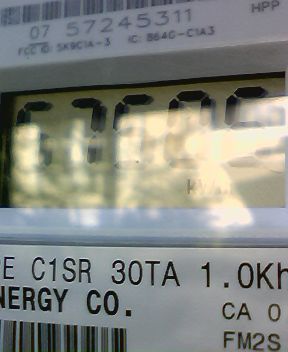 HPP
07 57245311
FCC ID: SK9C1A-3 IC: 864G-C1A3
kWh
PE C1SR 30TA 1.0Kh
NERGY CO.
CA 0
FM2S